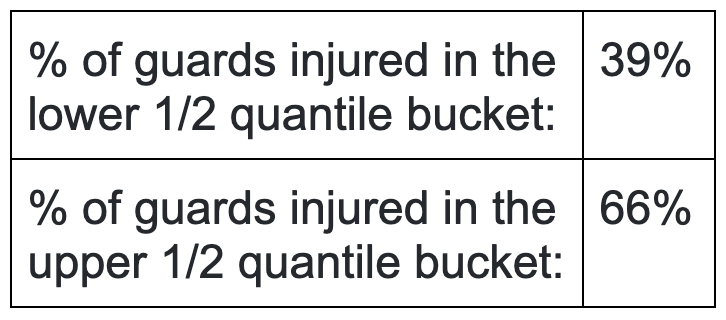 % of guards injured in the 39%
lower 1/2 quantile bucket:
% of guards injured in the 66%
upper 1/2 quantile bucket: